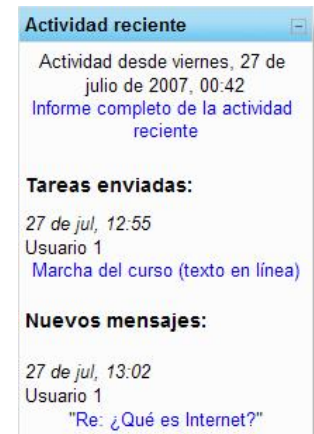 Actividad reciente
Actividad desde viernes, 27 de
julio de 2007, 00:42
Informe completo de la actividad
reciente
Tareas enviadas:
27 de jul, 12:55
Usuario 1
Marcha del curso (texto en línea)
Nuevos mensajes:
27 de jul, 13:02
Usuario 1
"Re: ¿Qué es Internet?"